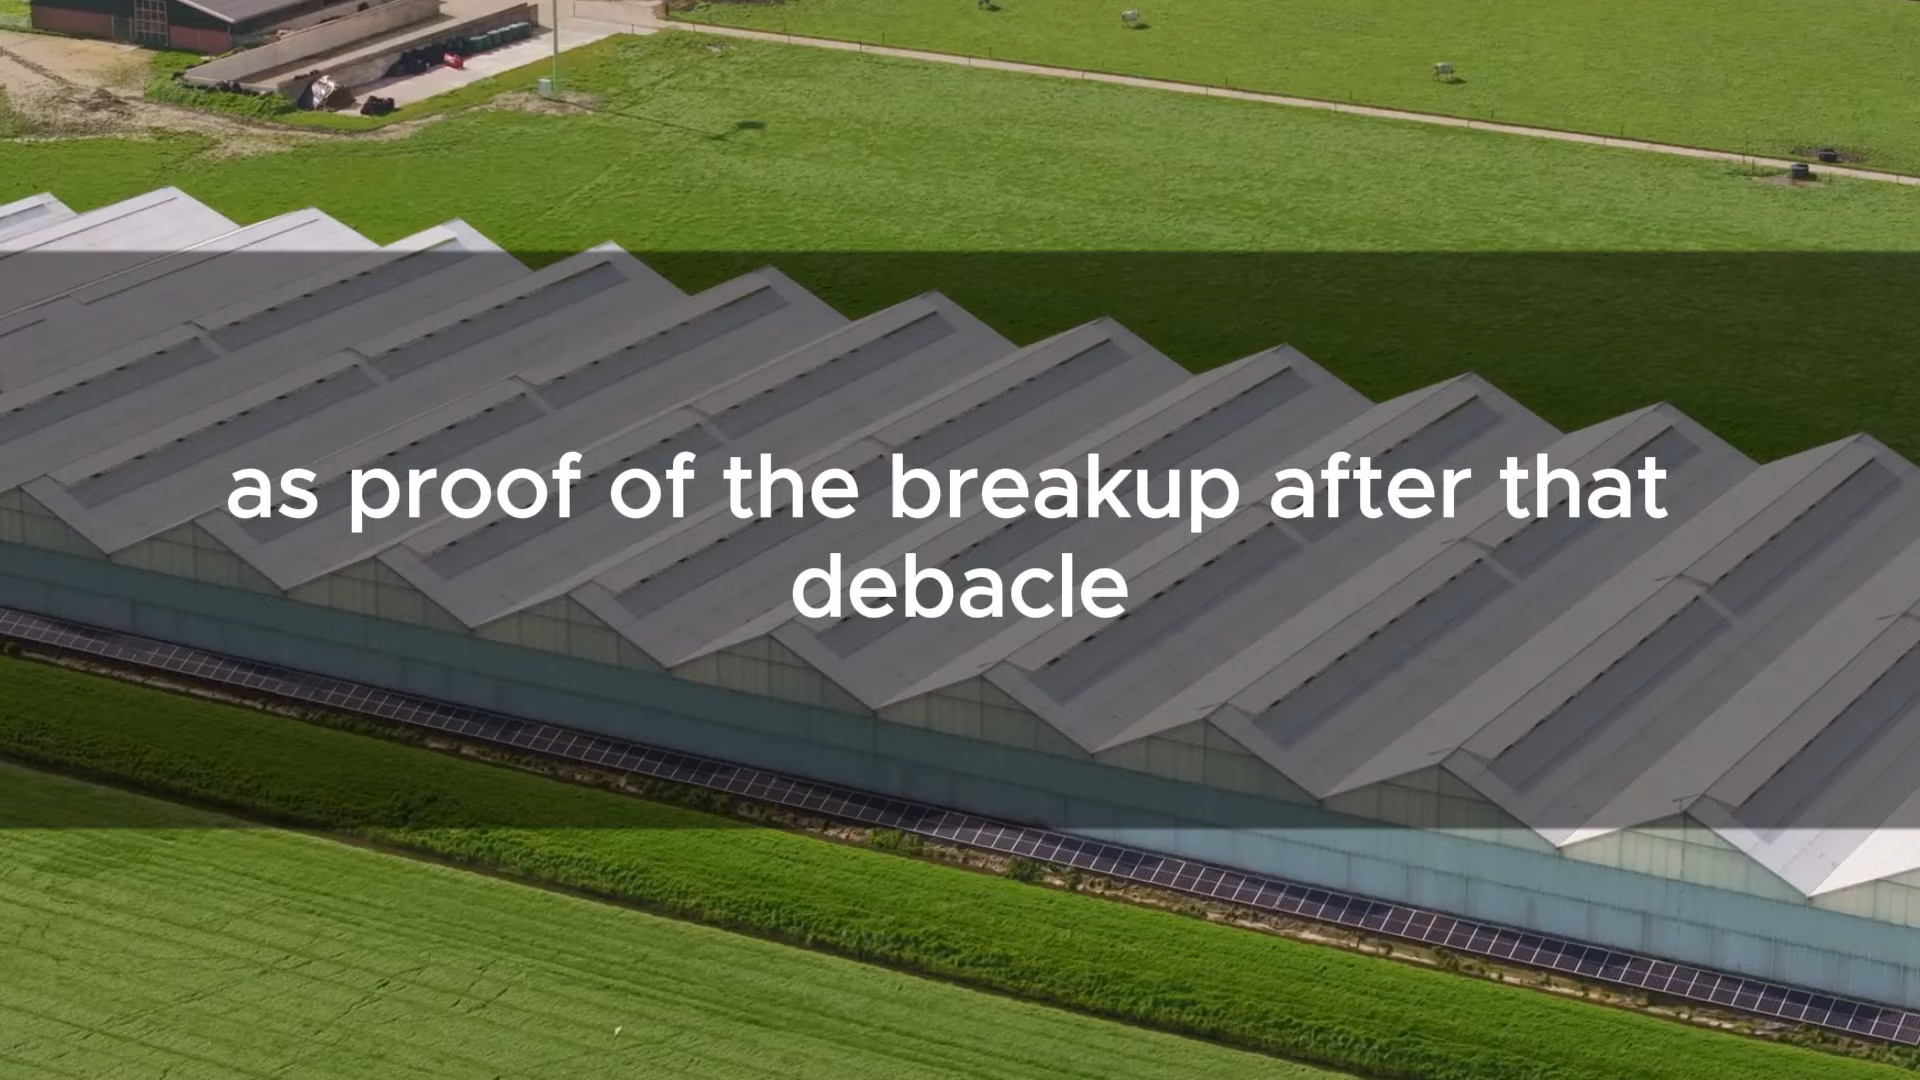 as proof of the breakup after that
debacle